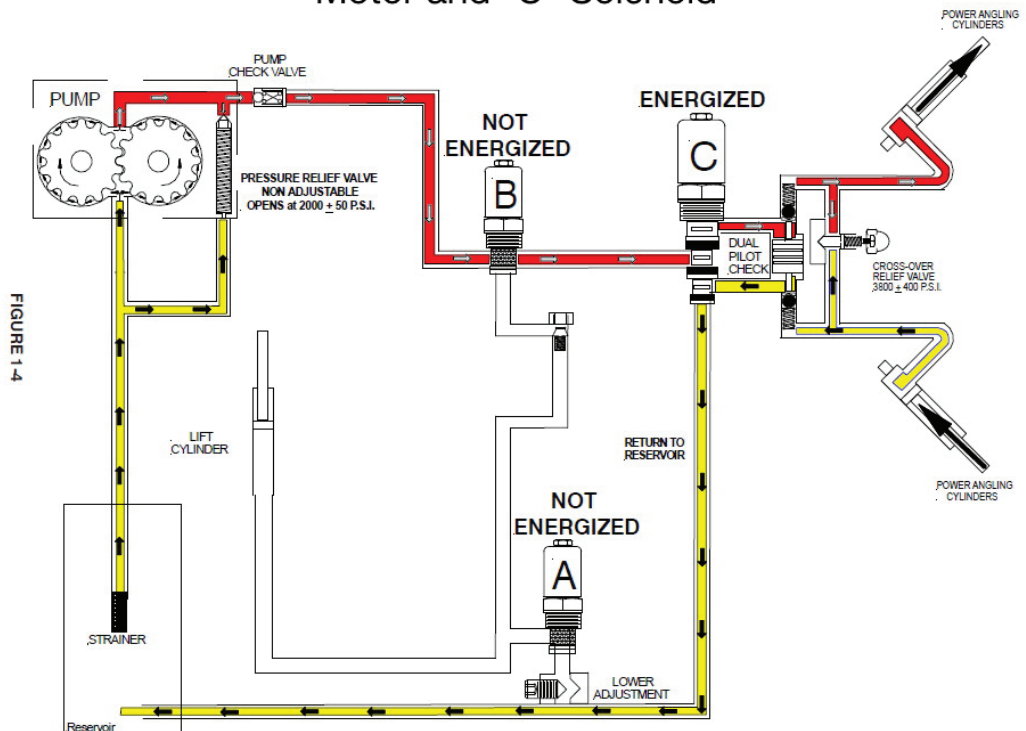 Motor and "C" Solenoid
POWER ANGLING
CYLINDERS
PUMP
CHECK VALVE
PUMP
ENERGIZED
NOT
ENERGIZED
C
B
PRESSURE RELIEF VALVE
NON ADJUSTABLE
OPENS at 2000 ± 50 P.S.I.
DUAL
PILOT
CHECK
CROSS-OVER
RELIEF VALVE
3800 ± 400 P.S.I.
FIGURE 1-4
LIFT
CYLINDER
RETURN TO
RESERVOIR
POWER ANGLING
CYLINDERS
NOT
ENERGIZED
A
STRAINER
LOWER
ADJUSTMENT
Reservoir